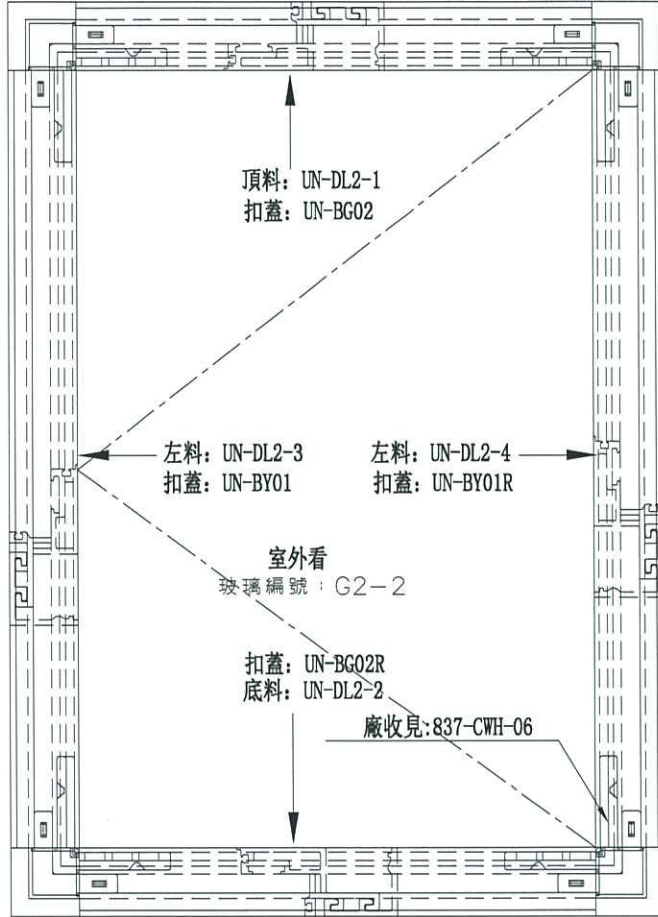 頂料: UN-DL2-1
扣蓋: UN-BG02
左料: UN-DL2-3
扣蓋: UN-BY01
左料: UN-DL2-4
扣蓋: UN-BY01R
室外看
玻璃編號：G2-2
扣蓋: UN-BG02R
底料: UN-DL2-2
廠收見:837-CWH-06